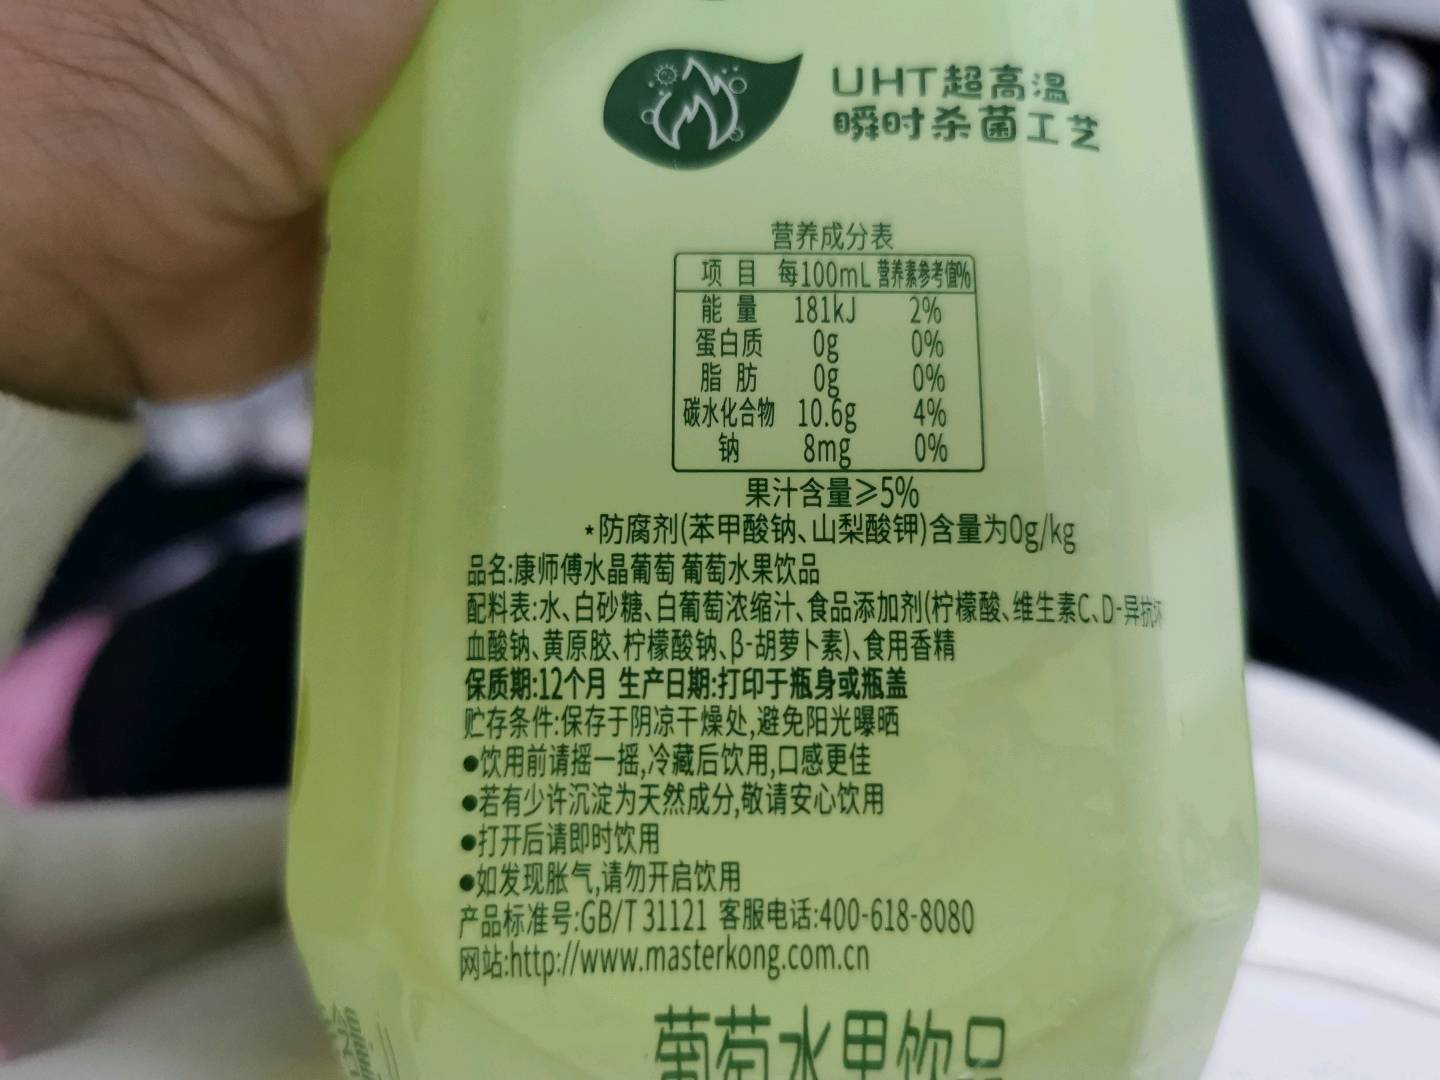 UHT超高温
瞬时杀菌工艺
营养成分表
项 目 每100mL 营养素参考值%
能 量 181kJ 2%
蛋白质 0g 0%
脂 肪 0g 0%
碳水化合物 10.6g 4%
钠 8mg 0%
果汁含量≥5%
*防腐剂(苯甲酸钠、山梨酸钾)含量为0g/kg
品名:康师傅水晶葡萄 葡萄水果饮品
配料表:水、白砂糖、白葡萄浓缩汁、食品添加剂(柠檬酸、维生素C、D-异抗坏
血酸钠、黄原胶、柠檬酸钠、β-胡萝卜素)、食用香精
保质期:12个月 生产日期:打印于瓶身或瓶盖
贮存条件:保存于阴凉干燥处,避免阳光曝晒
●饮用前请摇一摇,冷藏后饮用,口感更佳
●若有少许沉淀为天然成分,敬请安心饮用
●打开后请即时饮用
●如发现胀气,请勿开启饮用
产品标准号:GB/T 31121 客服电话:400-618-8080
网站:http://www.masterkong.com.cn
葡萄水果饮品